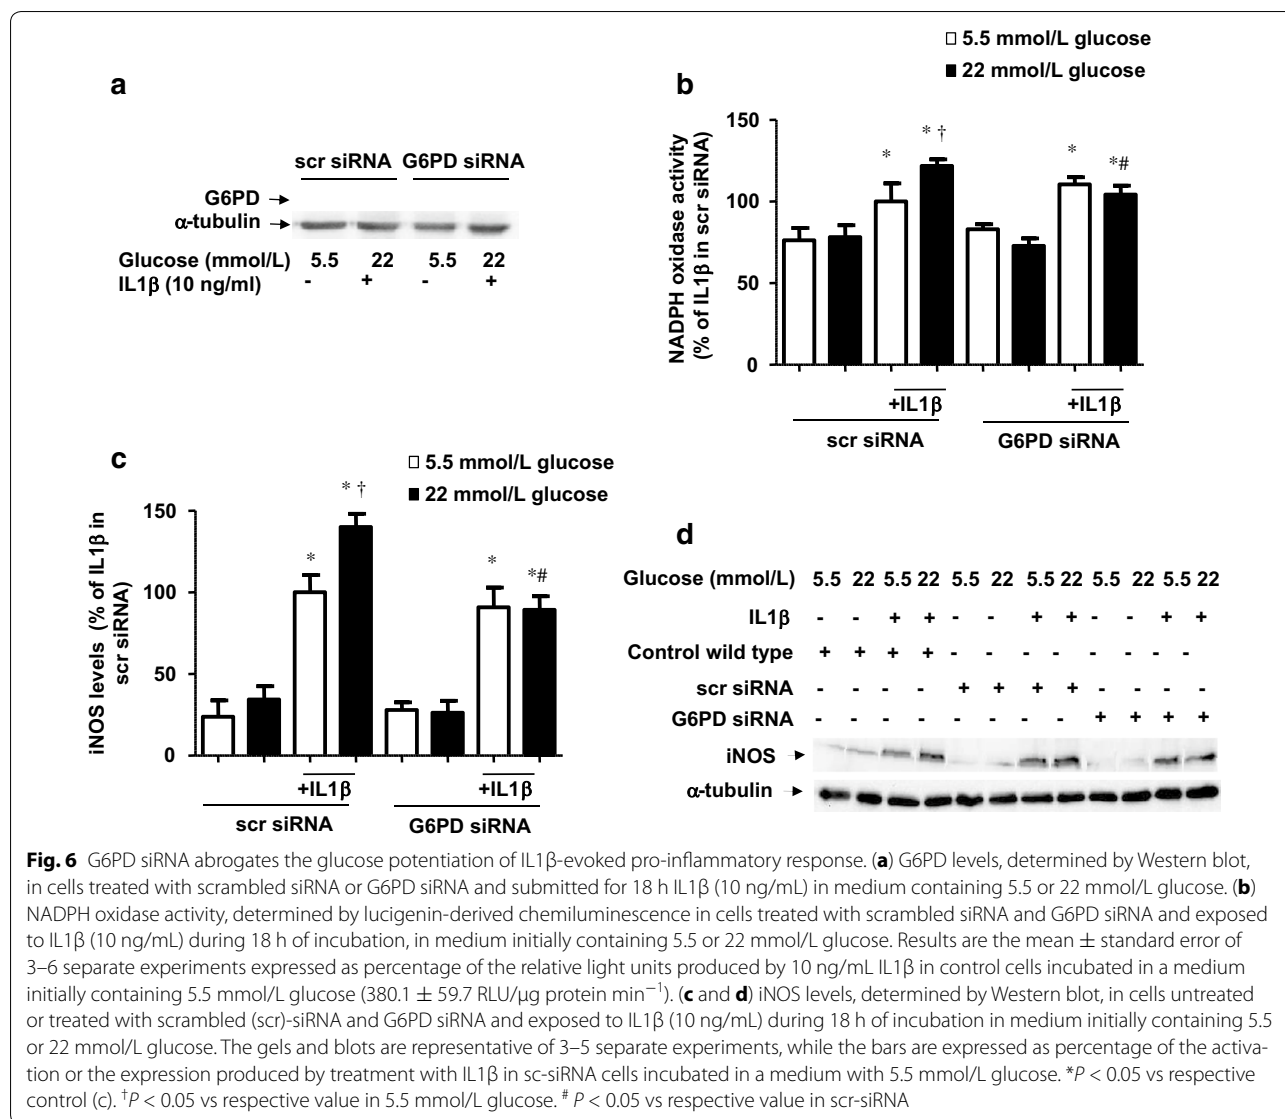 a
scr siRNA G6PD siRNA
G6PD
α-tubulin
Glucose (mmol/L) 5.5 22 5.5 22
IL1β (10 ng/ml) - + - +
b
5.5 mmol/L glucose
22 mmol/L glucose
NADPH oxidase activity
(% of IL1β in scr siRNA)
150
100
50
0
* * † * *#
+IL1β +IL1β
scr siRNA G6PD siRNA
c
5.5 mmol/L glucose
22 mmol/L glucose
iNOS levels (% of IL1β in
scr siRNA)
150
100
50
0
* * † * *#
+IL1β +IL1β
scr siRNA G6PD siRNA
d
Glucose (mmol/L) 5.5 22 5.5 22 5.5 22 5.5 22 5.5 22 5.5 22
IL1β - - + + - - + + - - + +
Control wild type + + + + - - - - - - -
scr siRNA - - - - + + + + - - - -
G6PD siRNA - - - - - - - - + + + +
iNOS
α-tubulin
Fig. 6 G6PD siRNA abrogates the glucose potentiation of IL1β-evoked pro-inflammatory response. (a) G6PD levels, determined by Western blot,
in cells treated with scrambled siRNA or G6PD siRNA and submitted for 18 h IL1β (10 ng/mL) in medium containing 5.5 or 22 mmol/L glucose. (b)
NADPH oxidase activity, determined by lucigenin-derived chemiluminescence in cells treated with scrambled siRNA and G6PD siRNA and exposed
to IL1β (10 ng/mL) during 18 h of incubation, in medium initially containing 5.5 or 22 mmol/L glucose. Results are the mean ± standard error of
3–6 separate experiments expressed as percentage of the relative light units produced by 10 ng/mL IL1β in control cells incubated in a medium
initially containing 5.5 mmol/L glucose (380.1 ± 59.7 RLU/μg protein min⁻¹). (c and d) iNOS levels, determined by Western blot, in cells untreated
or treated with scrambled (scr)-siRNA and G6PD siRNA and exposed to IL1β (10 ng/mL) during 18 h of incubation in medium initially containing 5.5
or 22 mmol/L glucose. The gels and blots are representative of 3–5 separate experiments, while the bars are expressed as percentage of the activa-
tion or the expression produced by treatment with IL1β in sc-siRNA cells incubated in a medium with 5.5 mmol/L glucose. *P < 0.05 vs respective
control (c). †P < 0.05 vs respective value in 5.5 mmol/L glucose. # P < 0.05 vs respective value in scr-siRNA